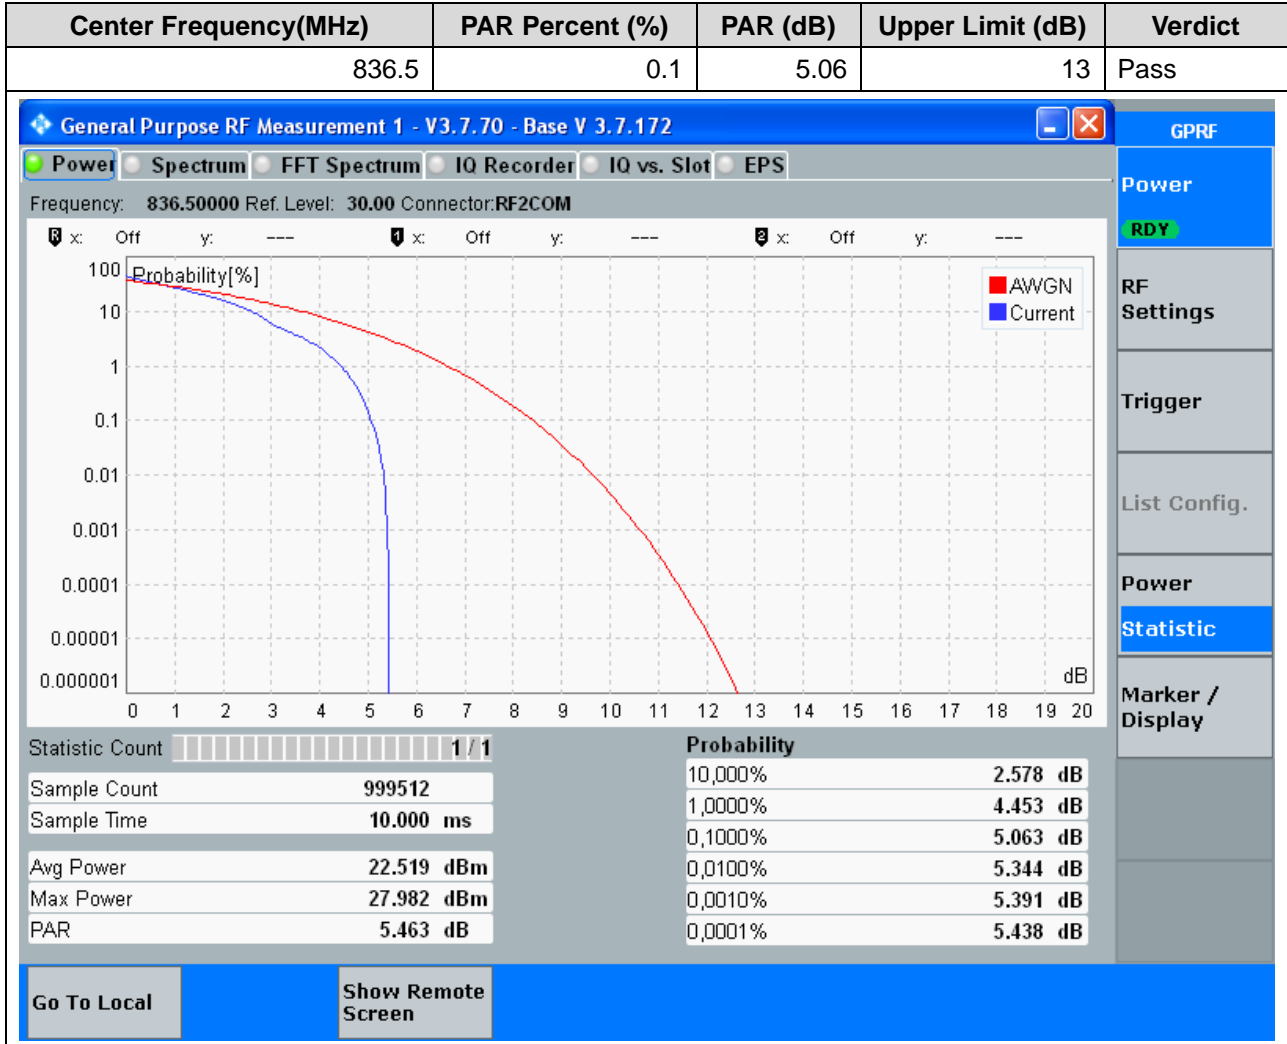 Center Frequency(MHz) PAR Percent (%) PAR (dB) Upper Limit (dB) Verdict
836.5 0.1 5.06 13 Pass
General Purpose RF Measurement 1 - V3.7.70 - Base V 3.7.172
GPRF
Power Spectrum FFT Spectrum IQ Recorder IQ vs. Slot EPS
Frequency: 836.50000 Ref. Level: 30.00 Connector:RF2COM
R x: Off y: --- 1 x: Off y: --- 2 x: Off y: ---
Probability[%]
AWGN
Current
100
10
1
0.1
0.01
0.001
0.0001
0.00001
0.000001
dB
0 1 2 3 4 5 6 7 8 9 10 11 12 13 14 15 16 17 18 19 20
Statistic Count 1 / 1
Sample Count 999512
Sample Time 10.000 ms
Avg Power 22.519 dBm
Max Power 27.982 dBm
PAR 5.463 dB
Probability
10,000% 2.578 dB
1,0000% 4.453 dB
0,1000% 5.063 dB
0,0100% 5.344 dB
0,0010% 5.391 dB
0,0001% 5.438 dB
Power
RDY
RF
Settings
Trigger
List Config.
Power
Statistic
Marker /
Display
Go To Local
Show Remote
Screen